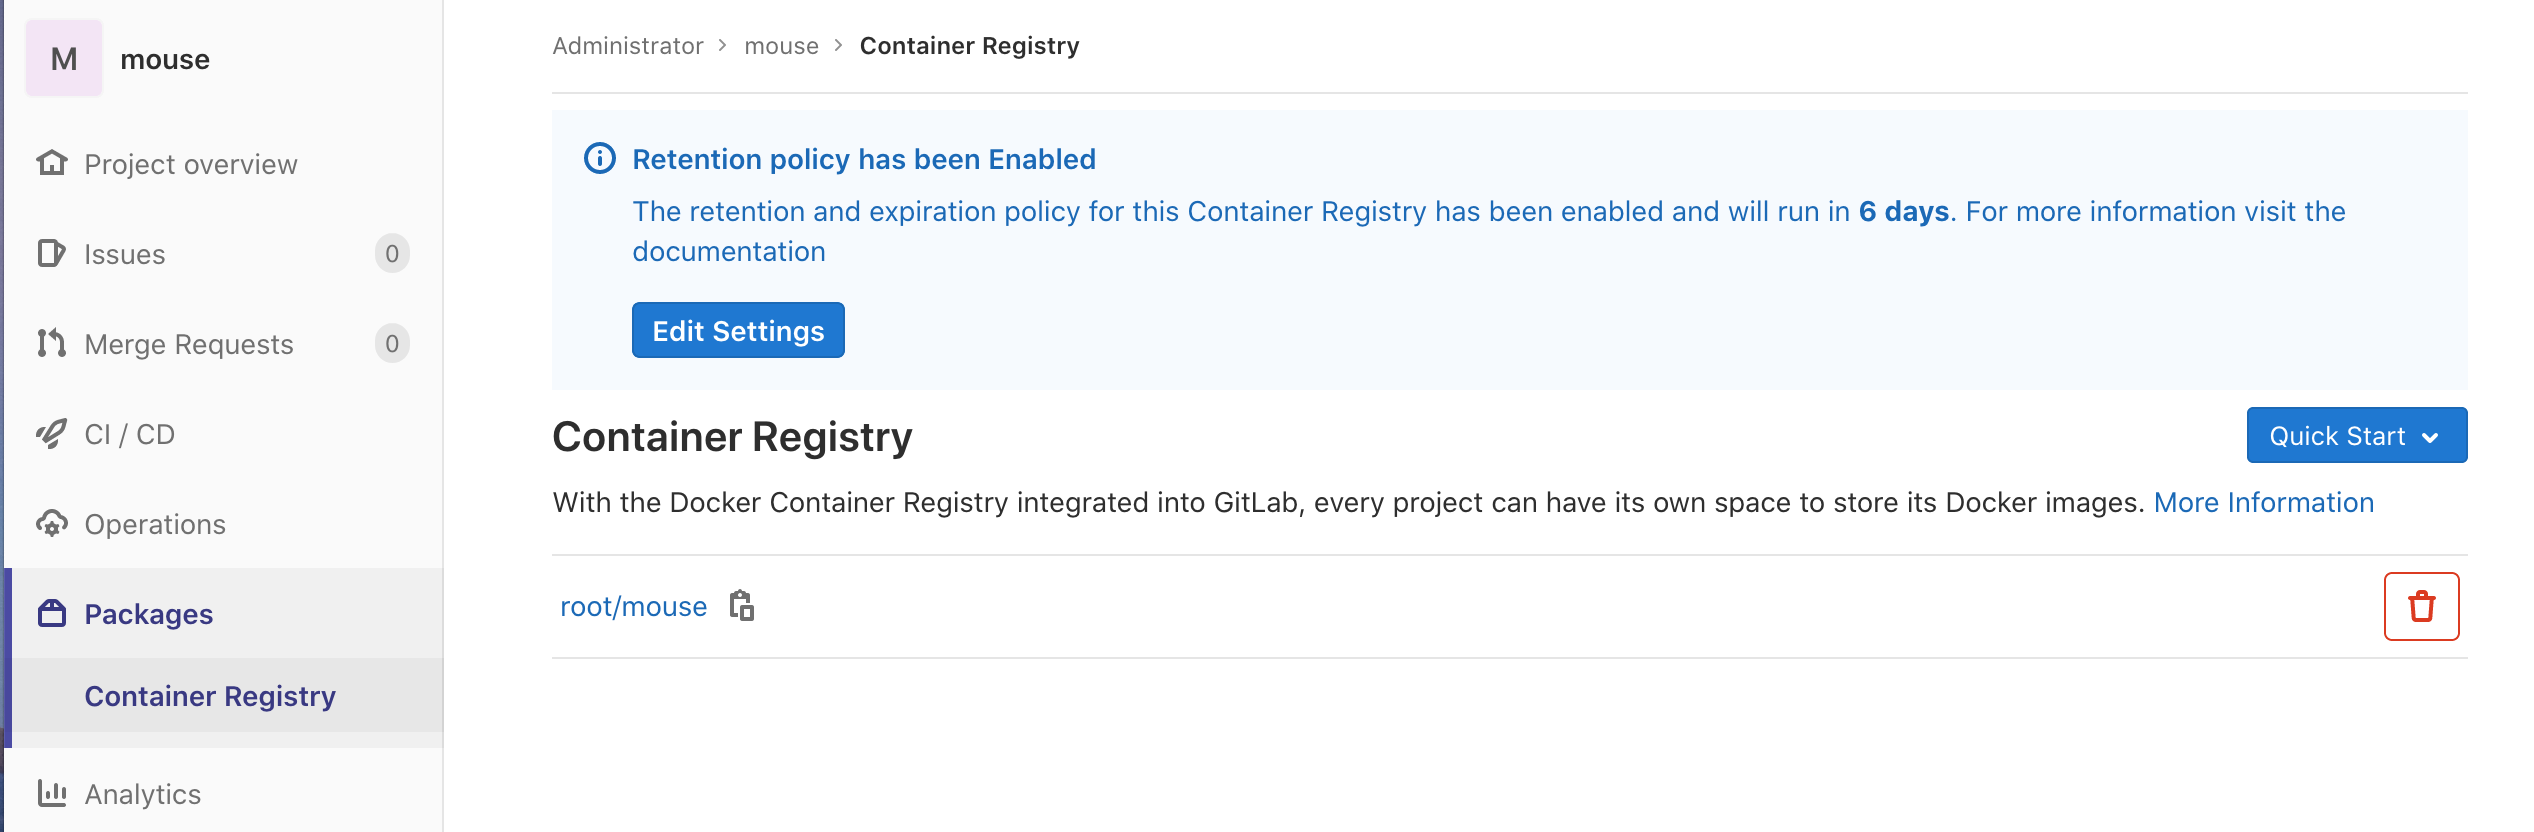 M mouse
Project overview
Issues 0
Merge Requests 0
CI / CD
Operations
Packages
Container Registry
Analytics
Administrator > mouse > Container Registry
Retention policy has been Enabled
The retention and expiration policy for this Container Registry has been enabled and will run in 6 days. For more information visit the
documentation
Edit Settings
Container Registry
Quick Start
With the Docker Container Registry integrated into GitLab, every project can have its own space to store its Docker images. More Information
root/mouse